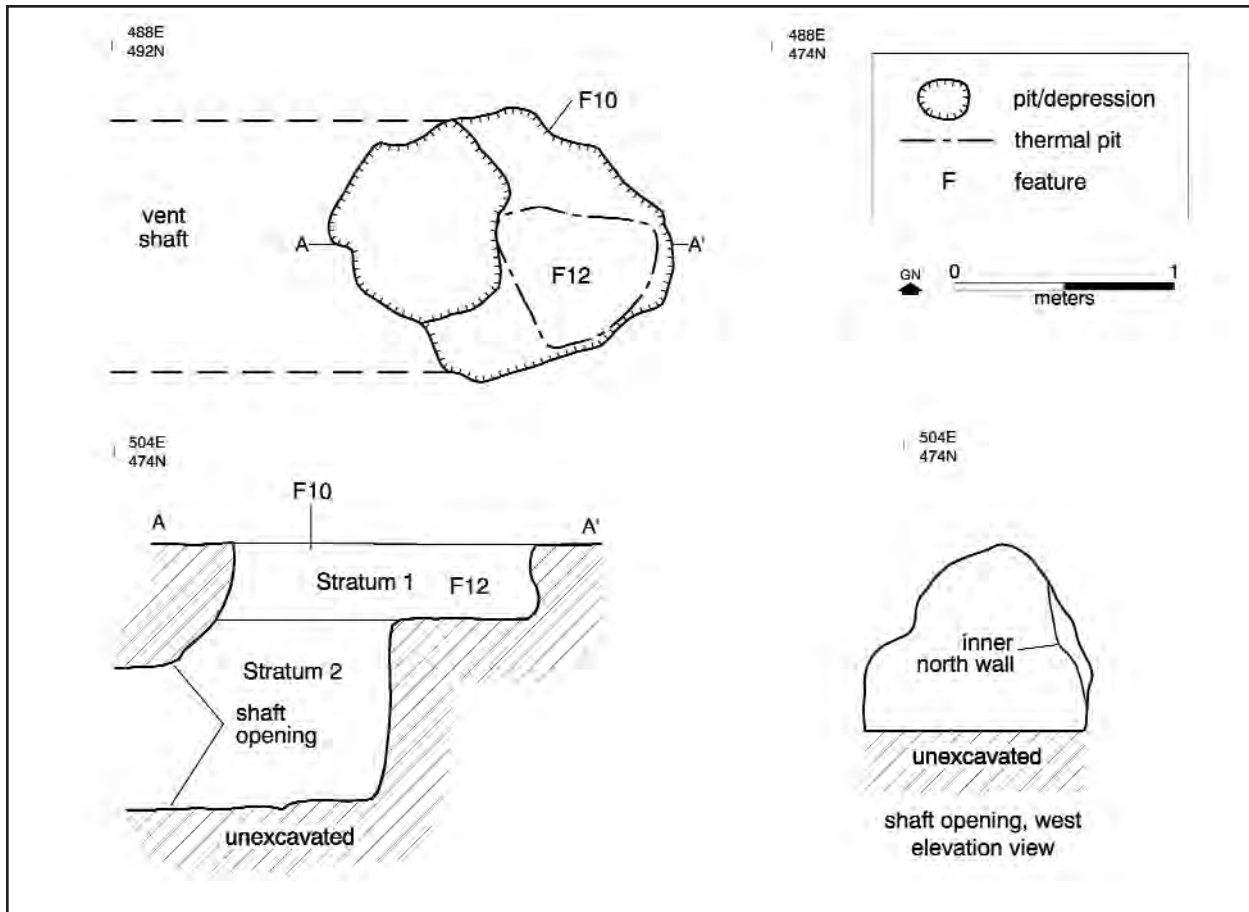 488E
492N
F10
vent
shaft
A
A'
F12
488E
474N
pit/depression
thermal pit
F feature
GN
0 1
meters
504E
474N
F10
A
A'
Stratum 1
F12
Stratum 2
shaft
opening
unexcavated
504E
474N
inner
north wall
unexcavated
shaft opening, west
elevation view